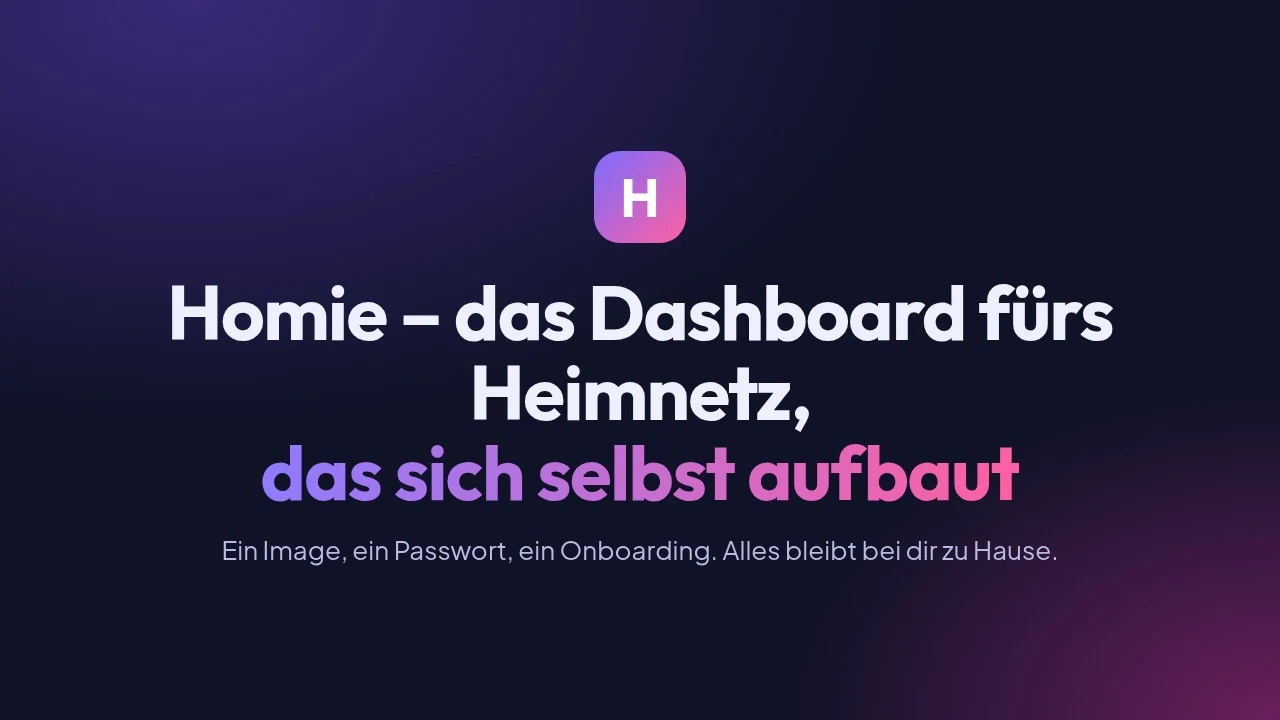 H
Homie – das Dashboard fürs
Heimnetz,
das sich selbst aufbaut
Ein Image, ein Passwort, ein Onboarding. Alles bleibt bei dir zu Hause.